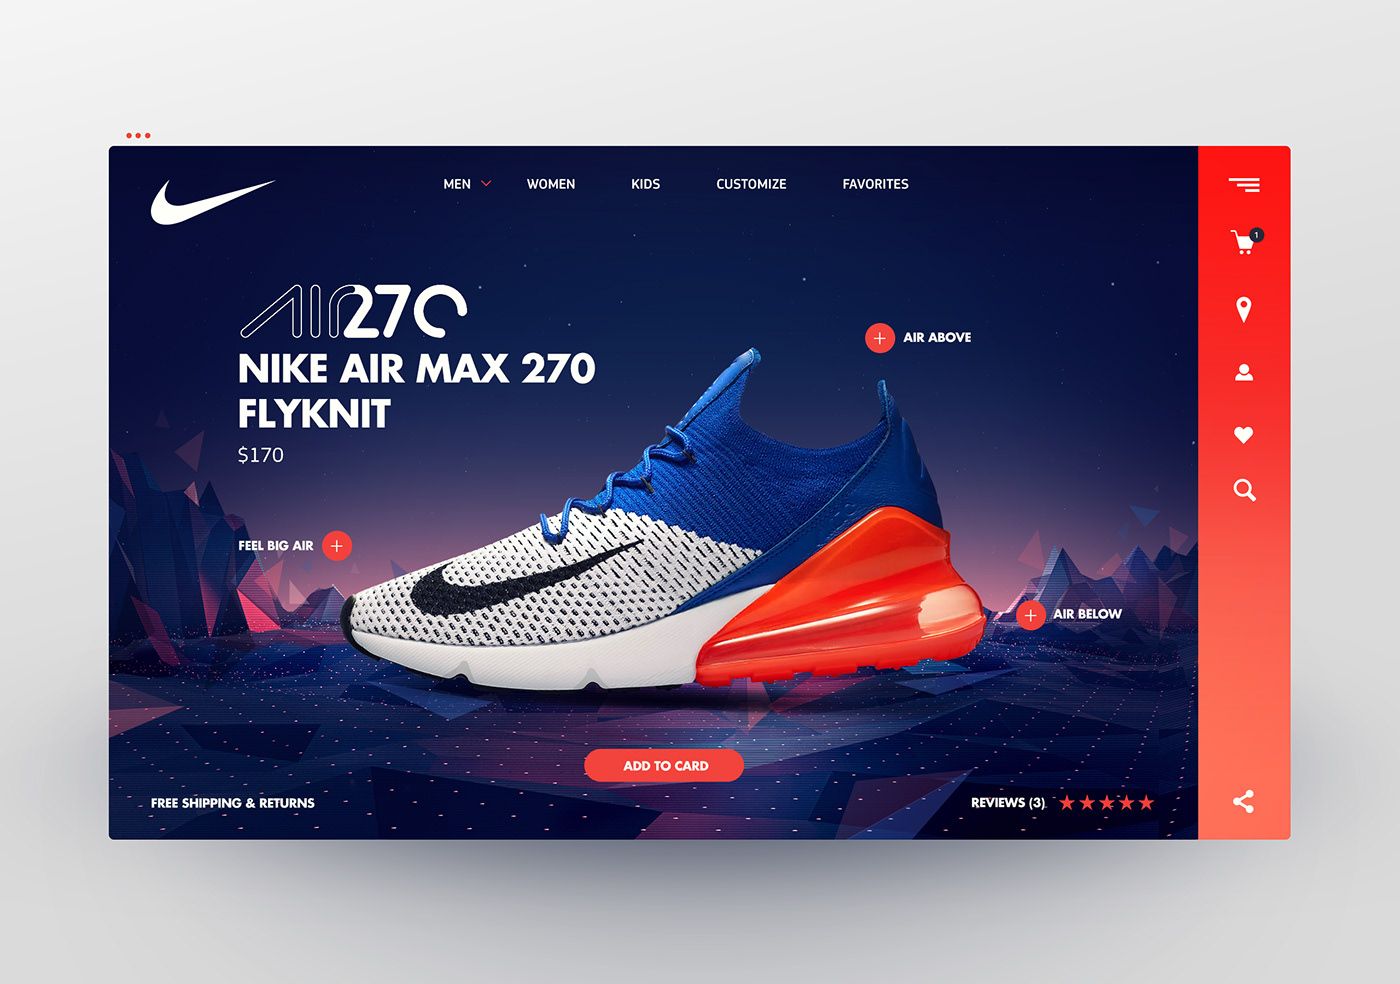 MEN
WOMEN
KIDS
CUSTOMIZE
FAVORITES
1
AIR270
NIKE AIR MAX 270
FLYKNIT
$170
AIR ABOVE
FEEL BIG AIR
AIR BELOW
ADD TO CARD
FREE SHIPPING & RETURNS
REVIEWS (3)